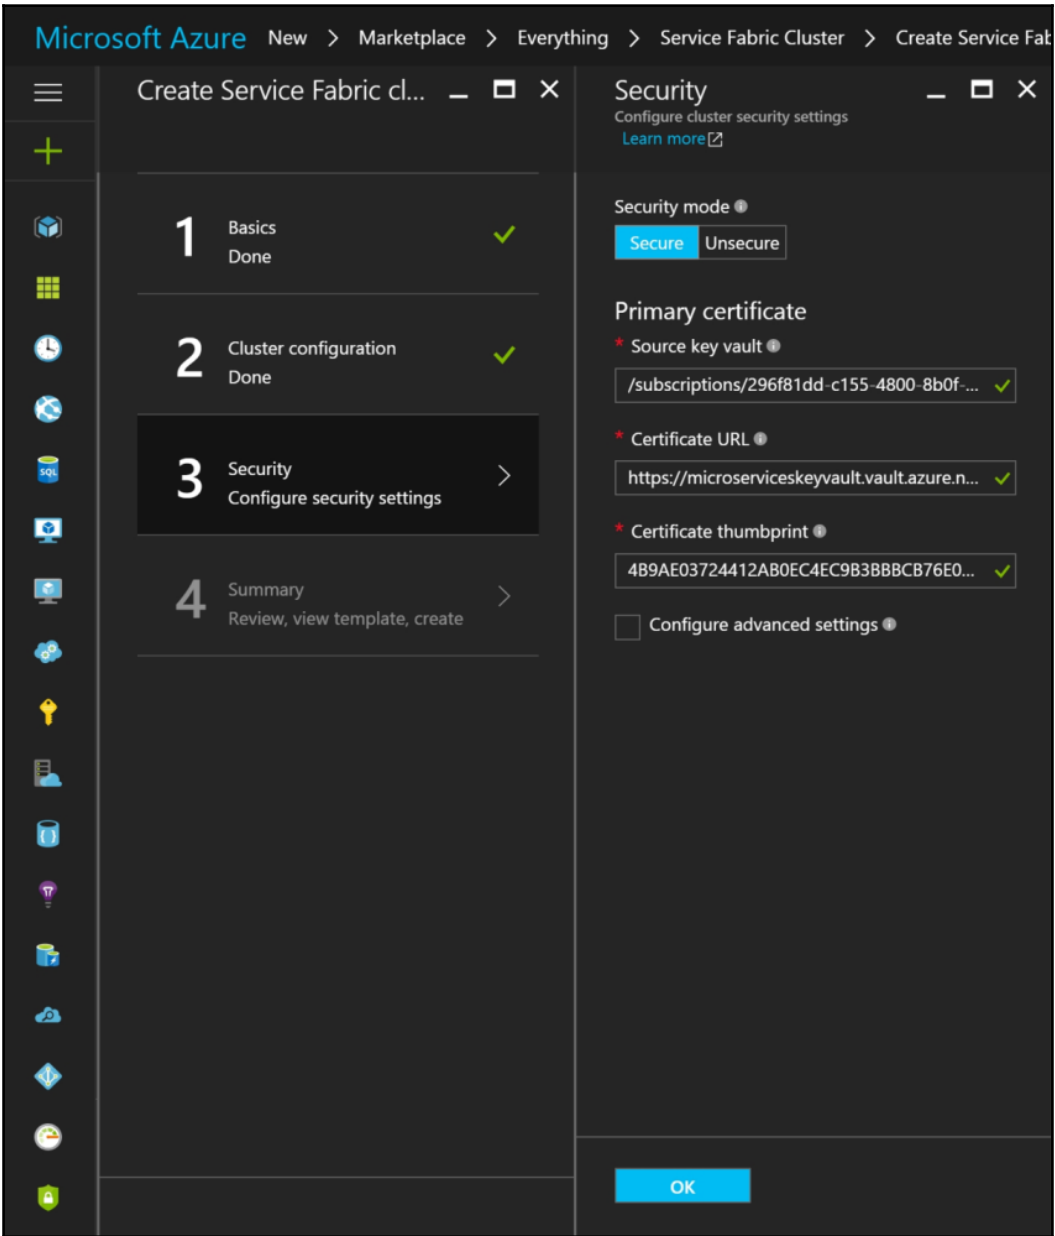 Microsoft Azure New > Marketplace > Everything > Service Fabric Cluster > Create Service Fab
Create Service Fabric cl...
1
Basics
Done
2
Cluster configuration
Done
3
Security
Configure security settings
4
Summary
Review, view template, create
Security
Configure cluster security settings
Learn more
Security mode
Secure Unsecure
Primary certificate
* Source key vault
/subscriptions/296f81dd-c155-4800-8b0f-...
* Certificate URL
https://microserviceskeyvault.vault.azure.n...
* Certificate thumbprint
4B9AE03724412AB0EC4EC9B3BBBCB76E0...
Configure advanced settings
OK
SQL